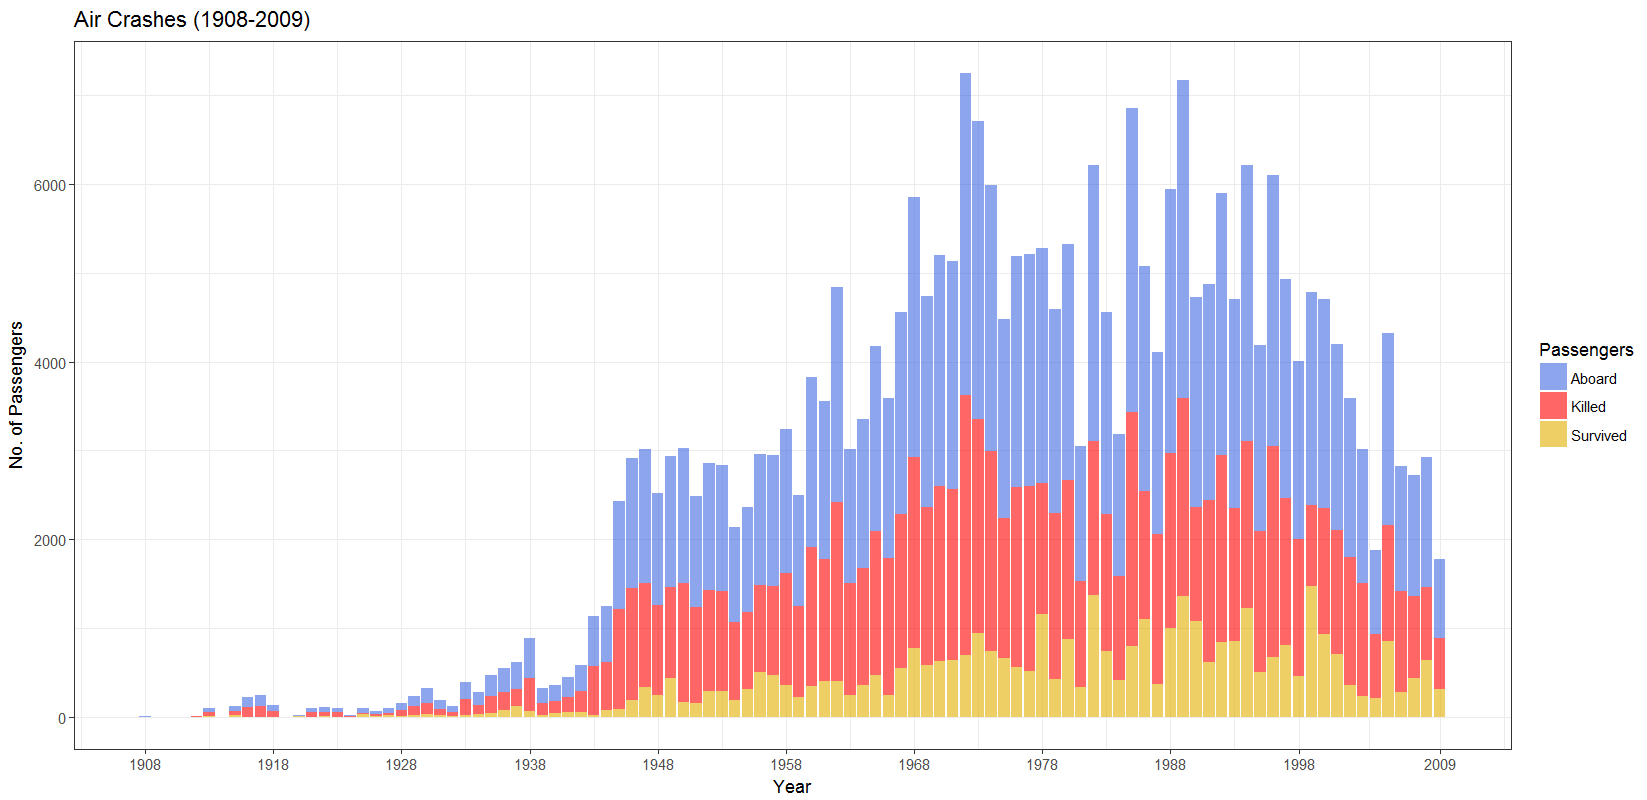 Air Crashes (1908-2009)
No. of Passengers
6000
4000
2000
0
1908 1918 1928 1938 1948 1958 1968 1978 1988 1998 2009
Year
Passengers
Aboard
Killed
Survived